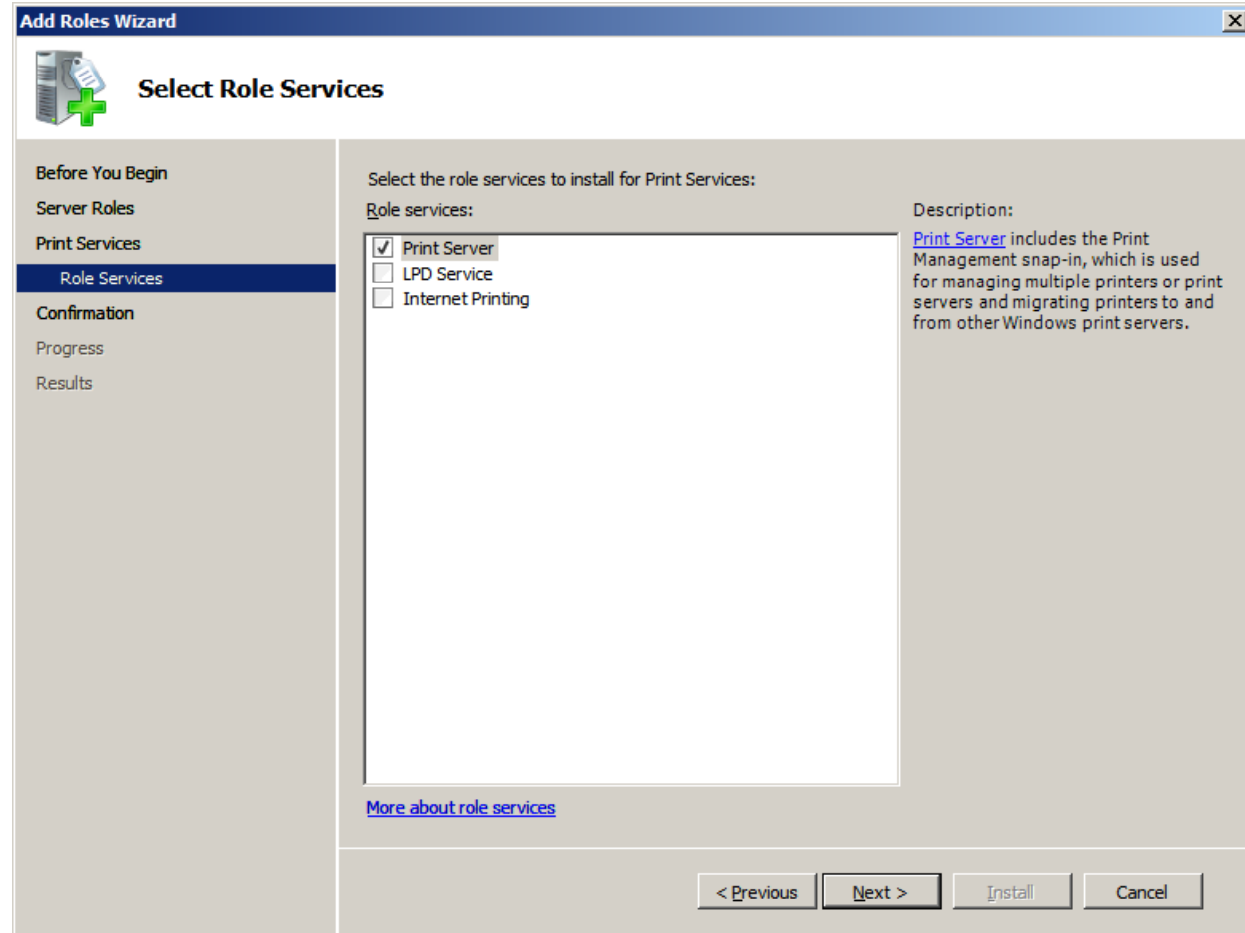 Add Roles Wizard
Select Role Services
Before You Begin
Server Roles
Print Services
Role Services
Confirmation
Progress
Results
Select the role services to install for Print Services:
Role services:
Print Server
LPD Service
Internet Printing
More about role services
Description:
Print Server includes the Print
Management snap-in, which is used
for managing multiple printers or print
servers and migrating printers to and
from other Windows print servers.
< Previous
Next >
Install
Cancel